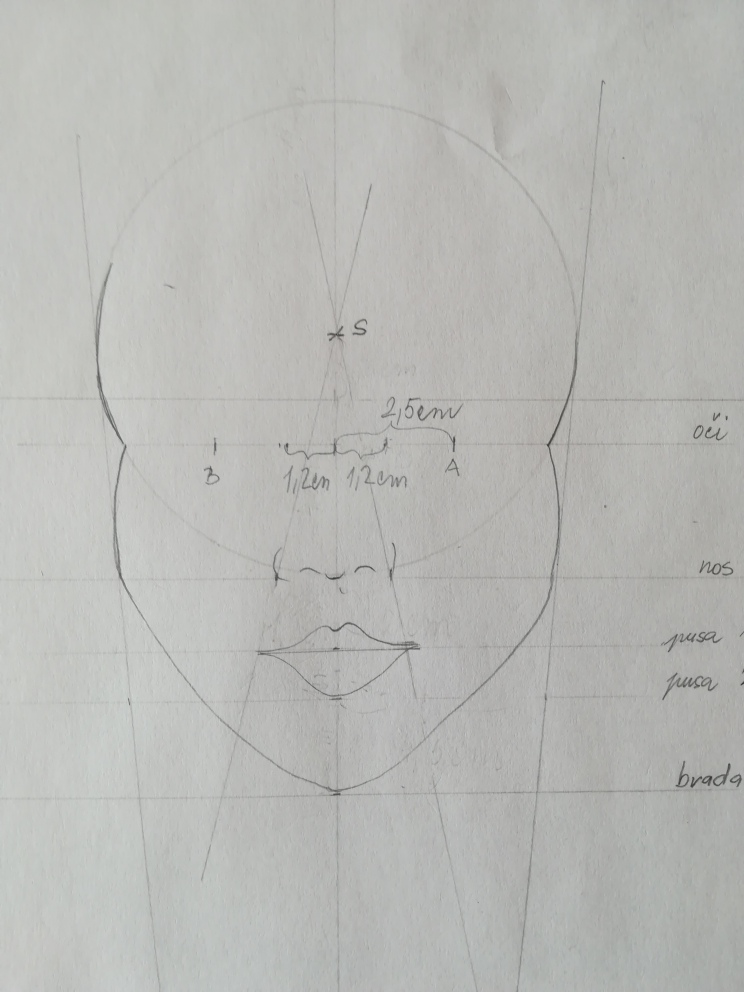 S
2,5cm
oči
B
1,2cm
1,2cm
A
nos
pusa
pusa
brada